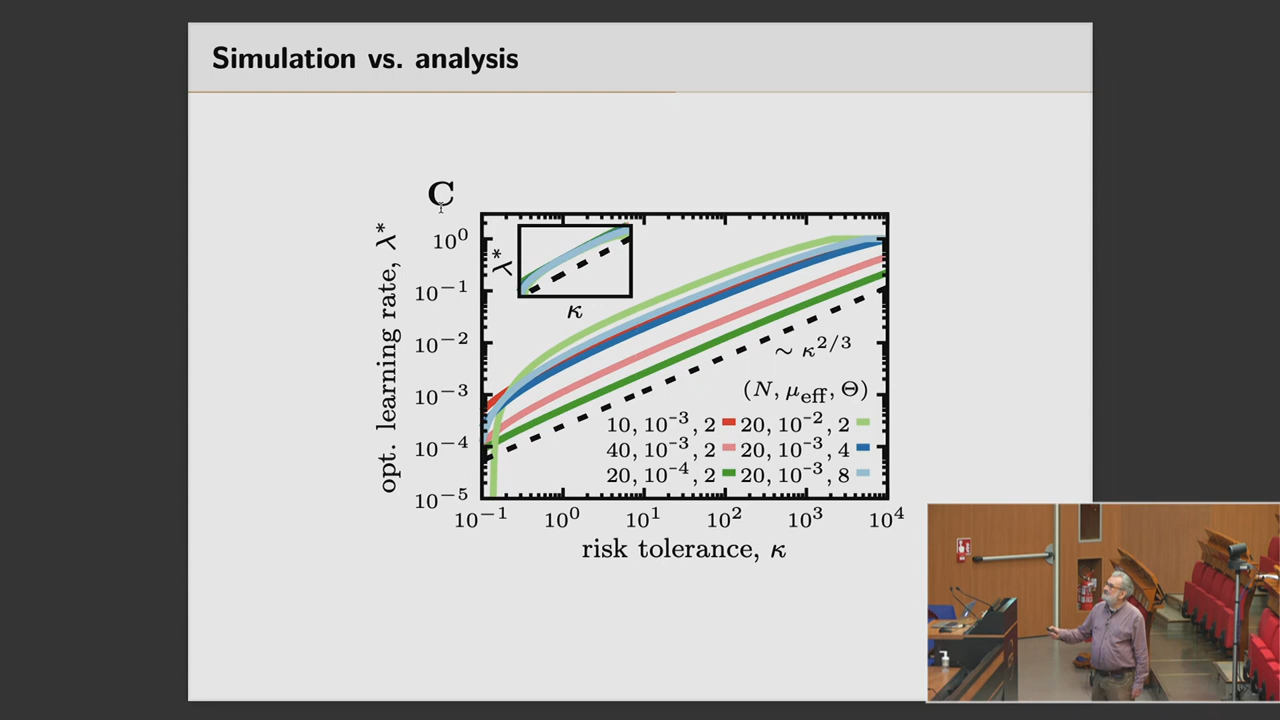 Simulation vs. analysis
C
opt. learning rate, λ*
10⁰
10⁻¹
10⁻²
10⁻³
10⁻⁴
10⁻⁵
λ*
κ
∼ κ^{2/3}
(N, μ_eff, Θ)
10, 10⁻³, 2 20, 10⁻², 2
40, 10⁻³, 2 20, 10⁻³, 4
20, 10⁻⁴, 2 20, 10⁻³, 8
10⁻¹ 10⁰ 10¹ 10² 10³ 10⁴
risk tolerance, κ